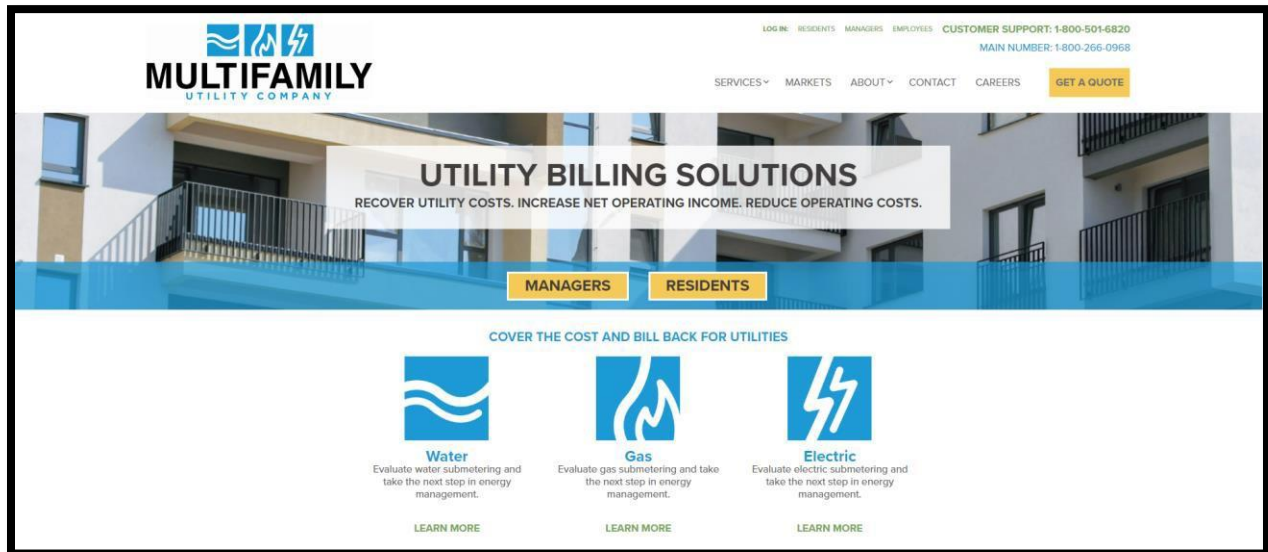 MULTIFAMILY
UTILITY COMPANY
LOG IN: RESIDENTS MANAGERS EMPLOYEES CUSTOMER SUPPORT: 1-800-501-6820
MAIN NUMBER: 1-800-266-0968
SERVICES MARKETS ABOUT CONTACT CAREERS GET A QUOTE
UTILITY BILLING SOLUTIONS
RECOVER UTILITY COSTS. INCREASE NET OPERATING INCOME. REDUCE OPERATING COSTS.
MANAGERS RESIDENTS
COVER THE COST AND BILL BACK FOR UTILITIES
Water
Evaluate water submetering and
take the next step in energy
management.
LEARN MORE
Gas
Evaluate gas submetering and take
the next step in energy
management.
LEARN MORE
Electric
Evaluate electric submetering and
take the next step in energy
management.
LEARN MORE